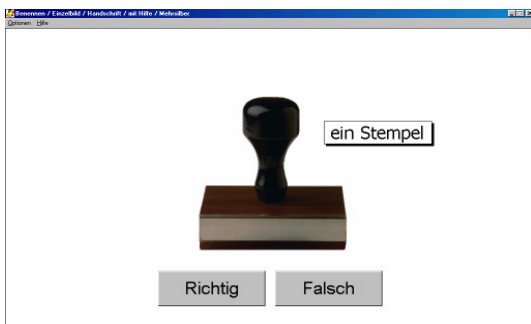 Benennen / Einzelbild / Handschrift / mit Hilfe / Mehrsilber
Optionen Hilfe
ein Stempel
Richtig Falsch